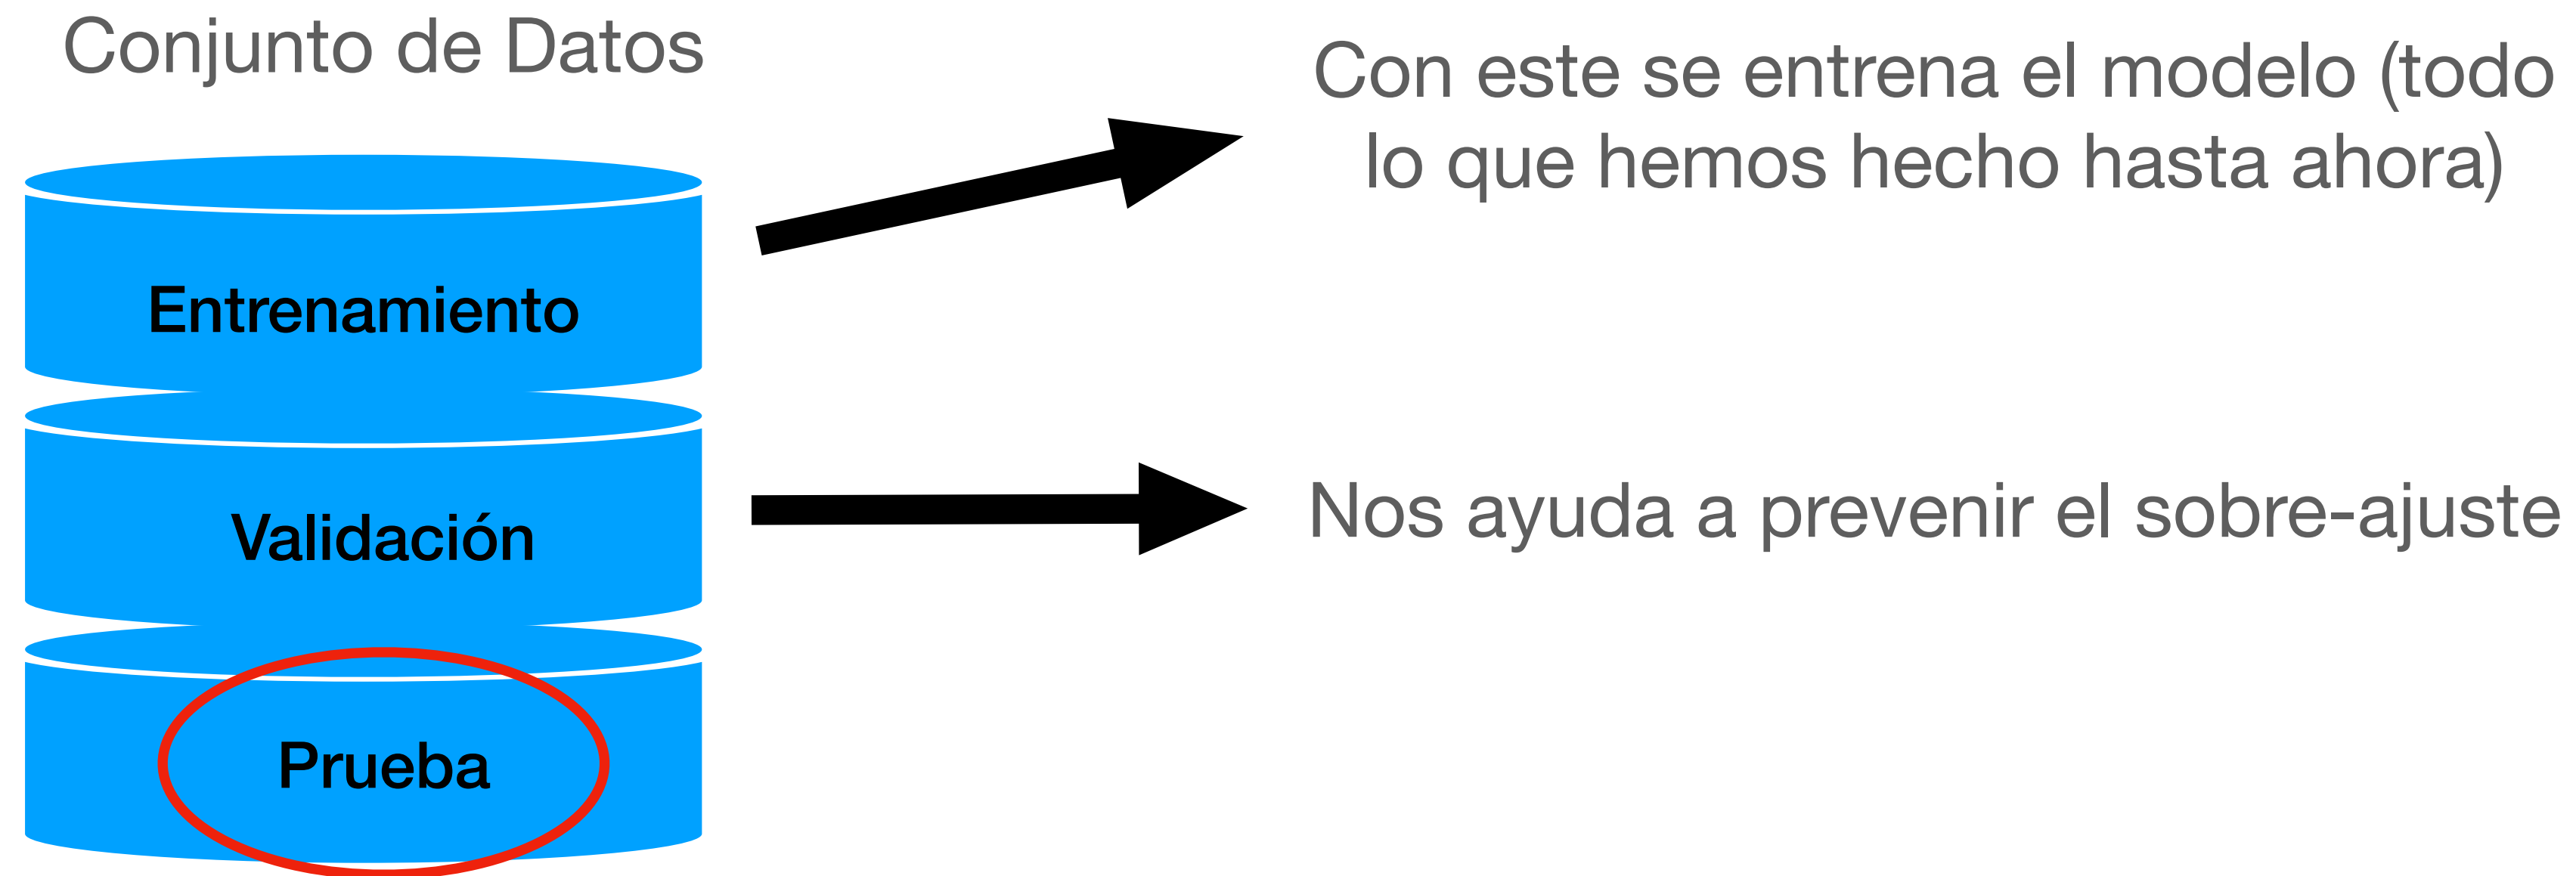 Conjunto de Datos
Con este se entrena el modelo (todo
lo que hemos hecho hasta ahora)
Entrenamiento
Validación
Nos ayuda a prevenir el sobre-ajuste
Prueba